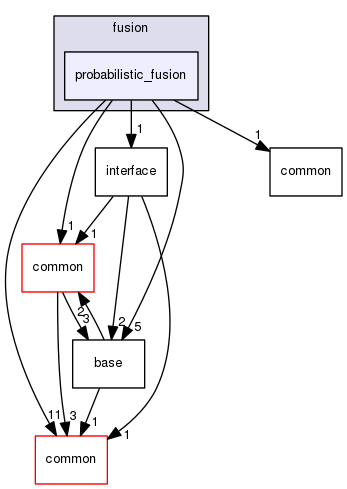 fusion
probabilistic_fusion
1
1
interface
common
1
1
common
2
3
2
5
base
11
3
1
1
common